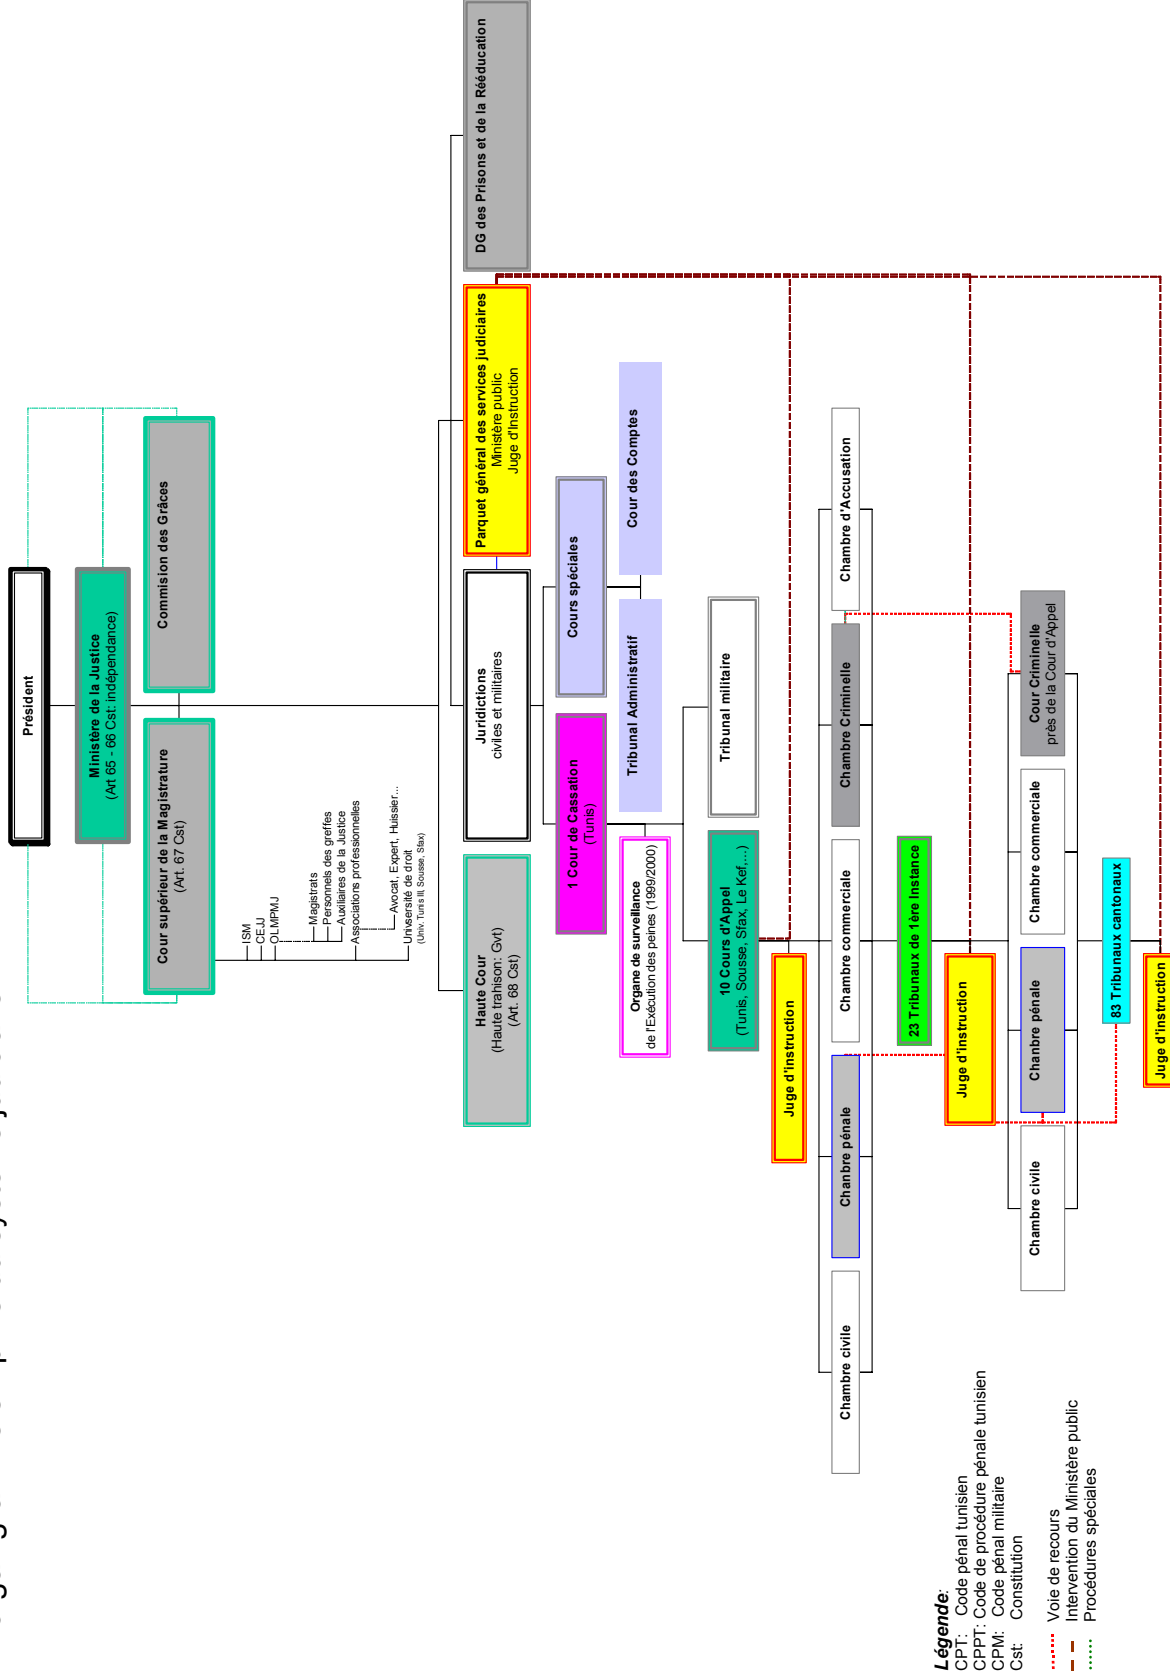 Président
Ministère de la Justice
(Art 65 - 66 Cst: indépendance)
Cour supérieur de la Magistrature
(Art. 67 Cst)
Commision des Grâces
ISM
CEJJ
OLMPMJ
Magistrats
Personnels des greffes
Auxiliaires de la Justice
Associations professionnelles
Avocat, Expert, Huissier...
Université de droit
(Univ. Tunis III, Sousse, Sfax)
Haute Cour
(Haute trahison: Gvt)
(Art. 68 Cst)
Juridictions
civiles et militaires
Parquet général des services judiciaires
Ministère public
Juge d'Instruction
DG des Prisons et de la Rééducation
1 Cour de Cassation
(Tunis)
Cours spéciales
Organe de surveillance
de l'Exécution des peines (1999/2000)
Tribunal Administratif
Cour des Comptes
10 Cours d'Appel
(Tunis, Sousse, Sfax, Le Kef,...)
Tribunal militaire
Juge d'instruction
Chambre civile
Chanbre pénale
Chambre commerciale
Chambre Criminelle
Chambre d'Accusation
23 Tribunaux de 1ère Instance
Juge d'instruction
Chambre civile
Chanbre pénale
Chambre commerciale
Cour Criminelle
près de la Cour d'Appel
83 Tribunaux cantonaux
Juge d'instruction
Légende:
CPT: Code pénal tunisien
CPPT: Code de procédure pénale tunisien
CPM: Code pénal militaire
Cst: Constitution
Voie de recours
Intervention du Ministère public
Procédures spéciales